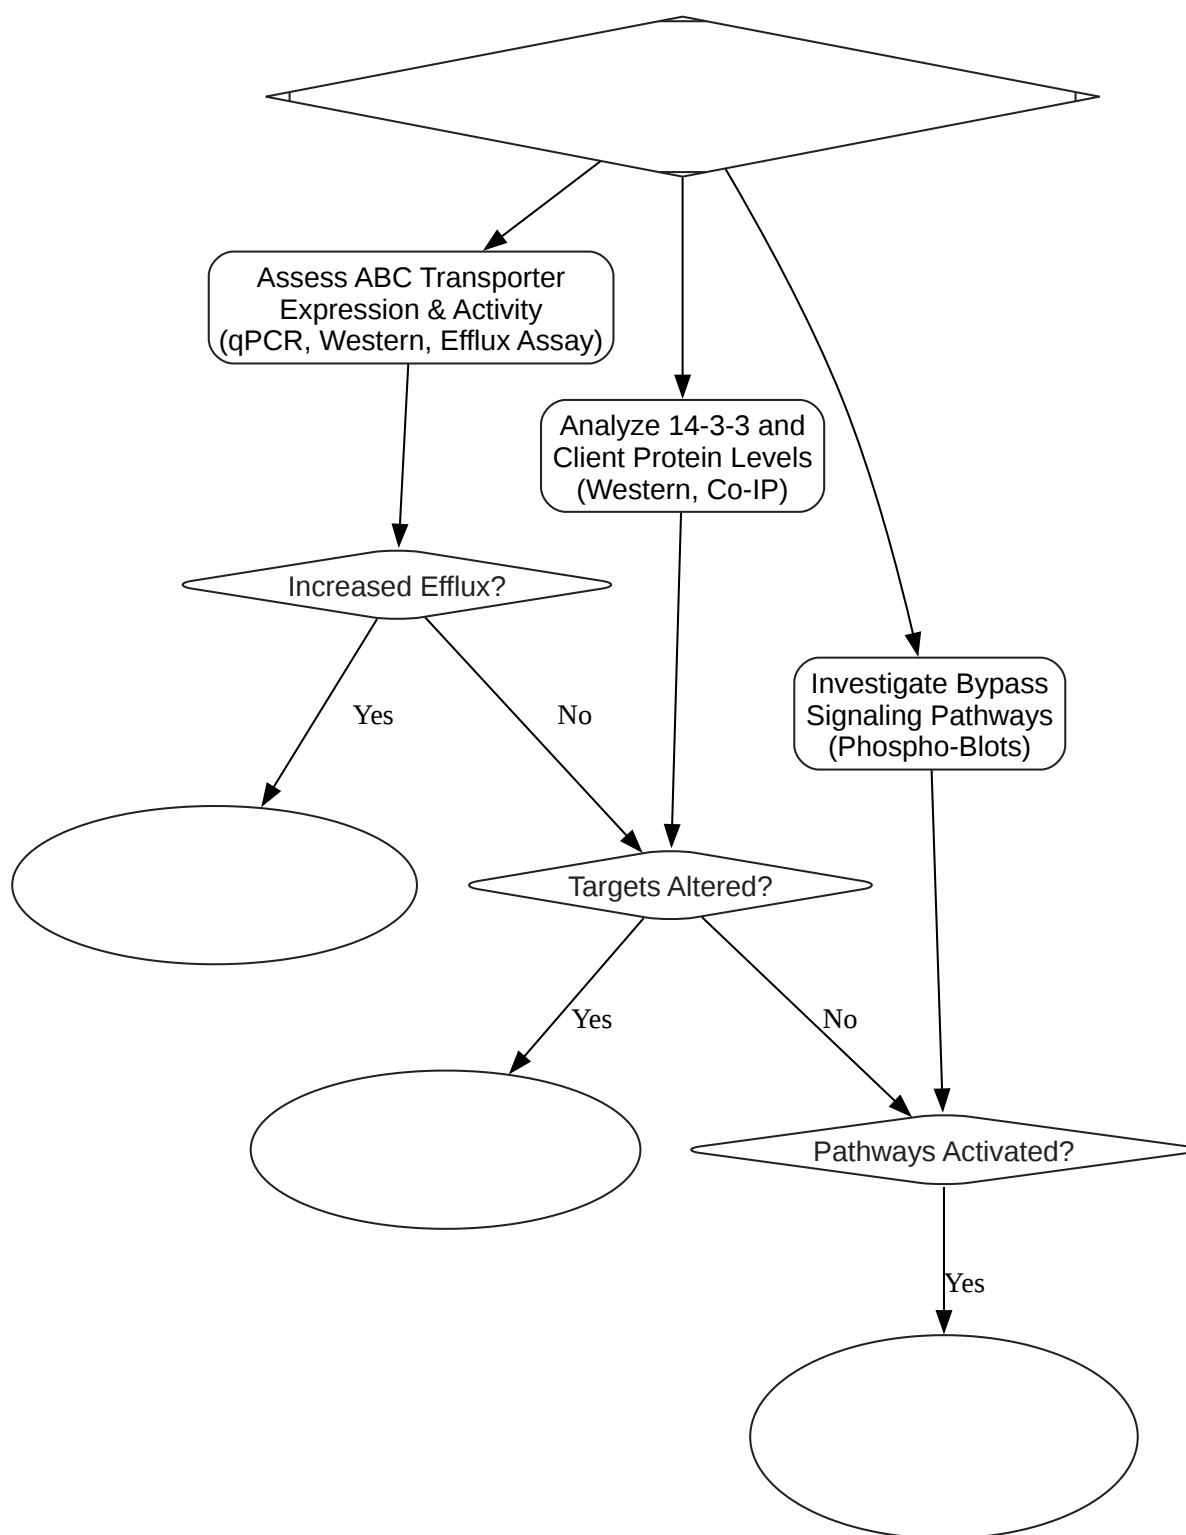 Assess ABC Transporter
Expression & Activity
(qPCR, Western, Efflux Assay)
Analyze 14-3-3 and
Client Protein Levels
(Western, Co-IP)
Increased Efflux?
Investigate Bypass
Signaling Pathways
(Phospho-Blots)
Yes
No
Targets Altered?
Yes
No
Pathways Activated?
Yes